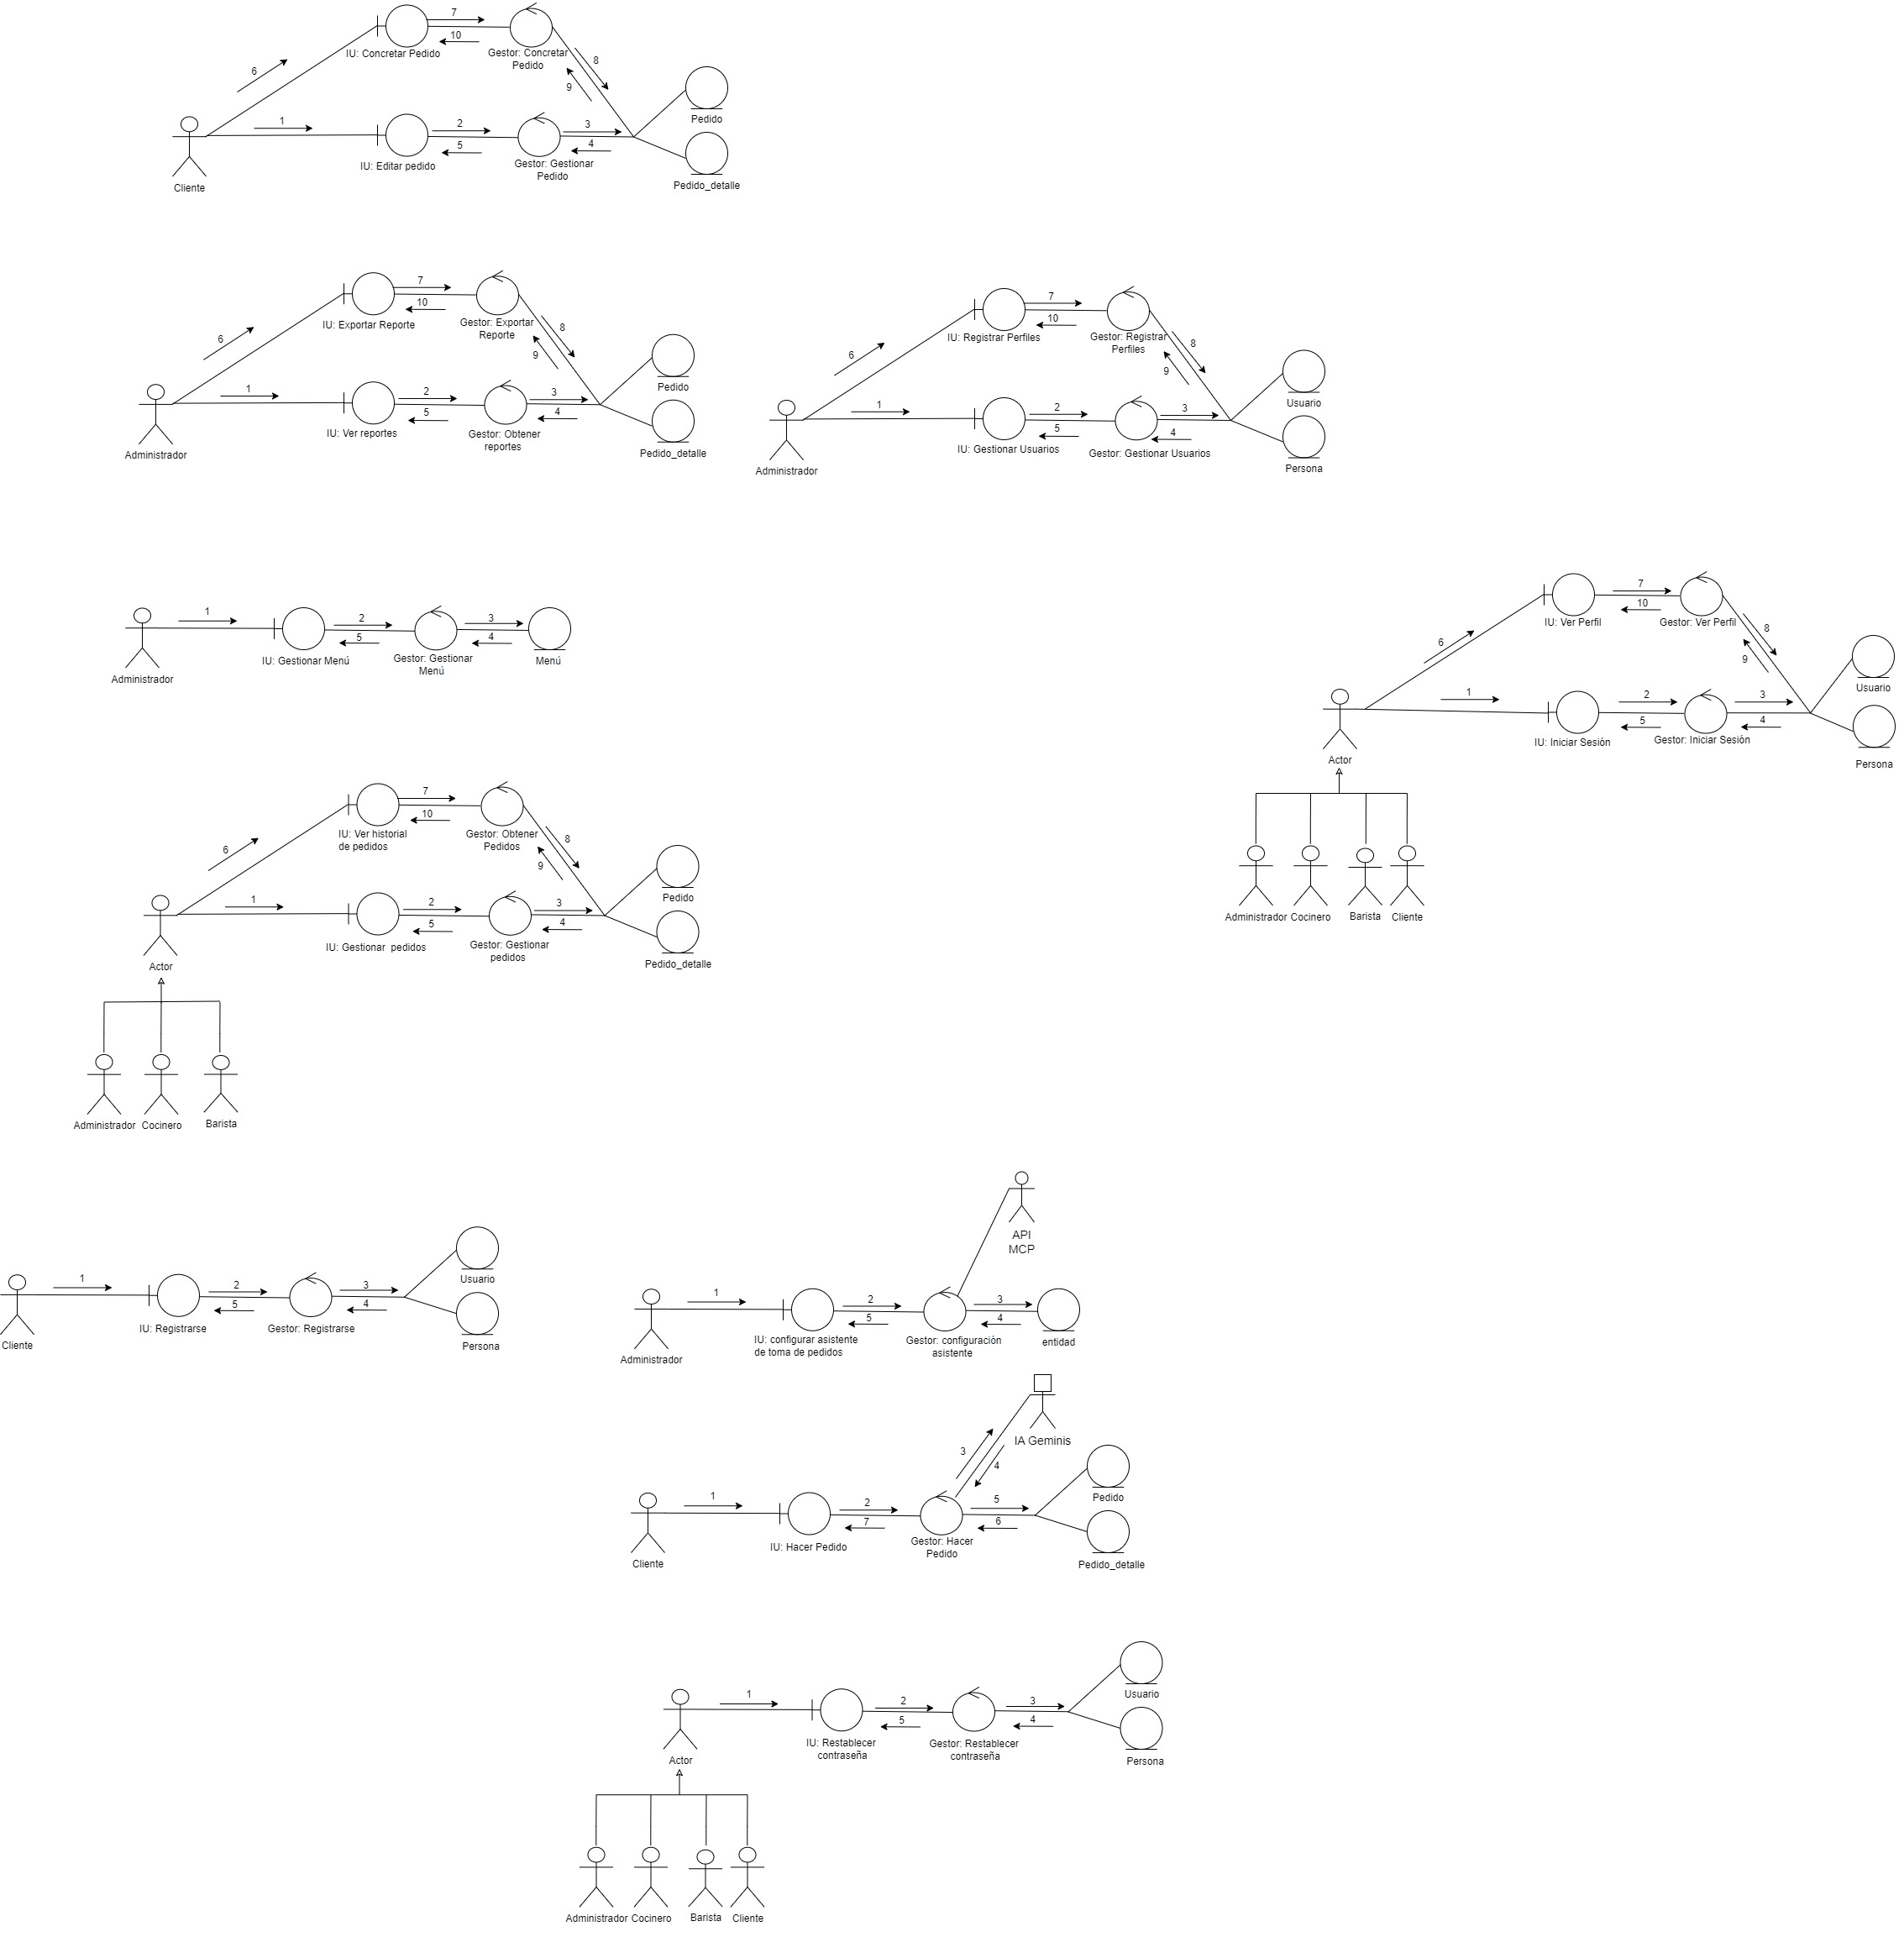 7
10
IU: Concretar Pedido
Gestor: Concretar
Pedido
6
8
9
Pedido
1
2
3
5
4
IU: Editar pedido
Gestor: Gestionar
Pedido
Cliente
Pedido_detalle
7
10
IU: Exportar Reporte
Gestor: Exportar
Reporte
6
8
9
Pedido
1
2
3
5
4
IU: Ver reportes
Gestor: Obtener
reportes
Administrador
Pedido_detalle
7
10
IU: Registrar Perfiles
Gestor: Registrar
Perfiles
6
8
9
Usuario
1
2
3
5
4
IU: Gestionar Usuarios
Gestor: Gestionar Usuarios
Administrador
Persona
1
2
3
5
4
IU: Gestionar Menú
Gestor: Gestionar
Menú
Menú
Administrador
7
10
IU: Ver Perfil
Gestor: Ver Perfil
6
8
9
Usuario
1
2
3
5
4
IU: Iniciar Sesión
Gestor: Iniciar Sesión
Actor
Persona
Administrador
Cocinero
Barista
Cliente
7
10
IU: Ver historial
de pedidos
Gestor: Obtener
Pedidos
6
8
9
Pedido
1
2
3
5
4
IU: Gestionar pedidos
Gestor: Gestionar
pedidos
Actor
Pedido_detalle
Administrador
Cocinero
Barista
1
2
3
5
4
Usuario
IU: Registrarse
Gestor: Registrarse
Cliente
Persona
API
MCP
1
2
3
5
4
IU: configurar asistente
de toma de pedidos
Gestor: configuración
asistente
entidad
Administrador
IA Geminis
3
4
1
2
5
7
6
Pedido
IU: Hacer Pedido
Gestor: Hacer
Pedido
Cliente
Pedido_detalle
1
2
3
5
4
Usuario
IU: Restablecer
contraseña
Gestor: Restablecer
contraseña
Actor
Persona
Administrador
Cocinero
Barista
Cliente